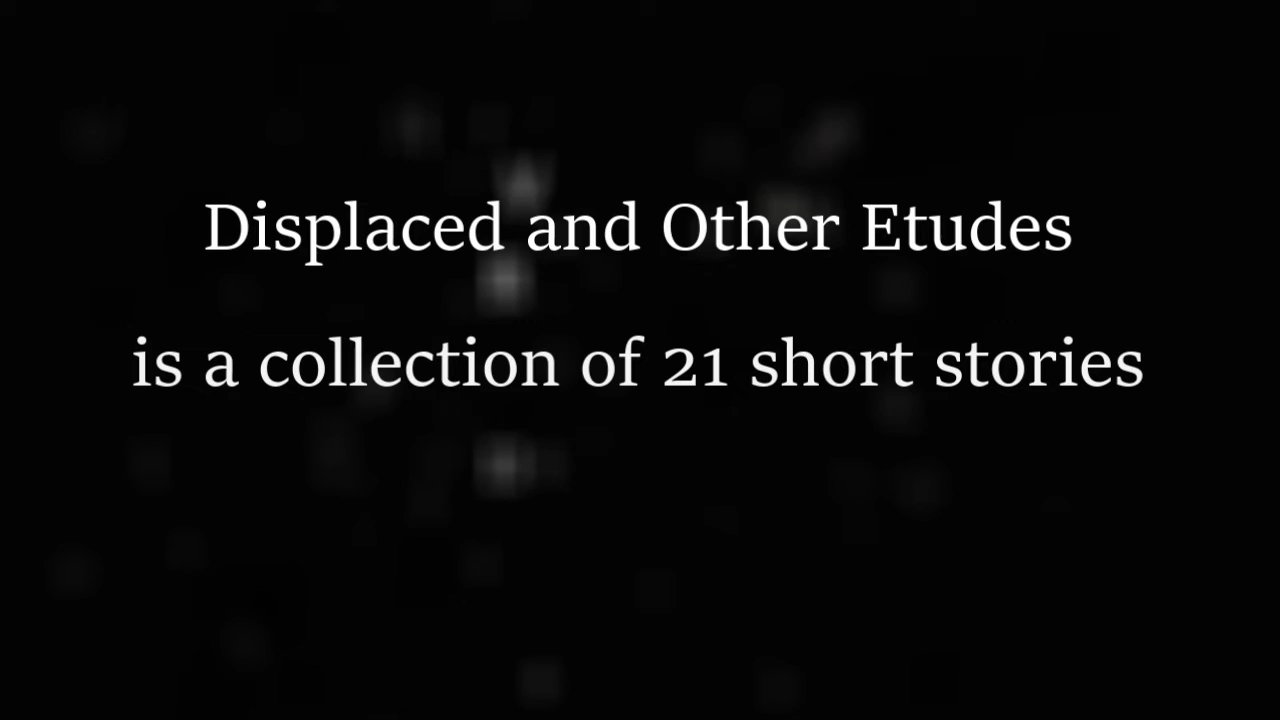 Displaced and Other Etudes
is a collection of 21 short stories